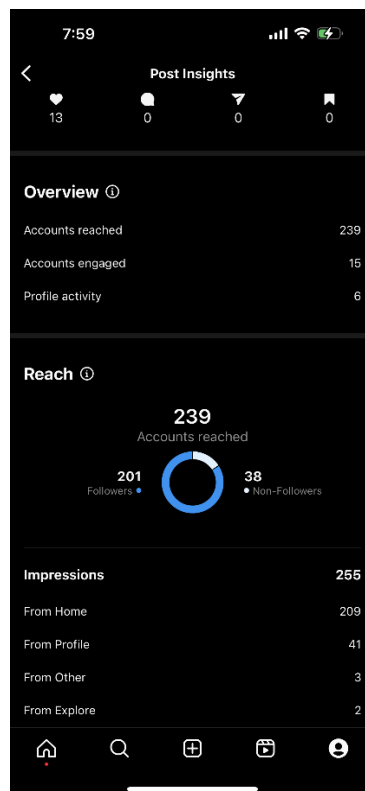 7:59
Post Insights
13 0 0 0
Overview
Accounts reached 239
Accounts engaged 15
Profile activity 6
Reach
239
Accounts reached
201 38
Followers Non-Followers
Impressions 255
From Home 209
From Profile 41
From Other 3
From Explore 2